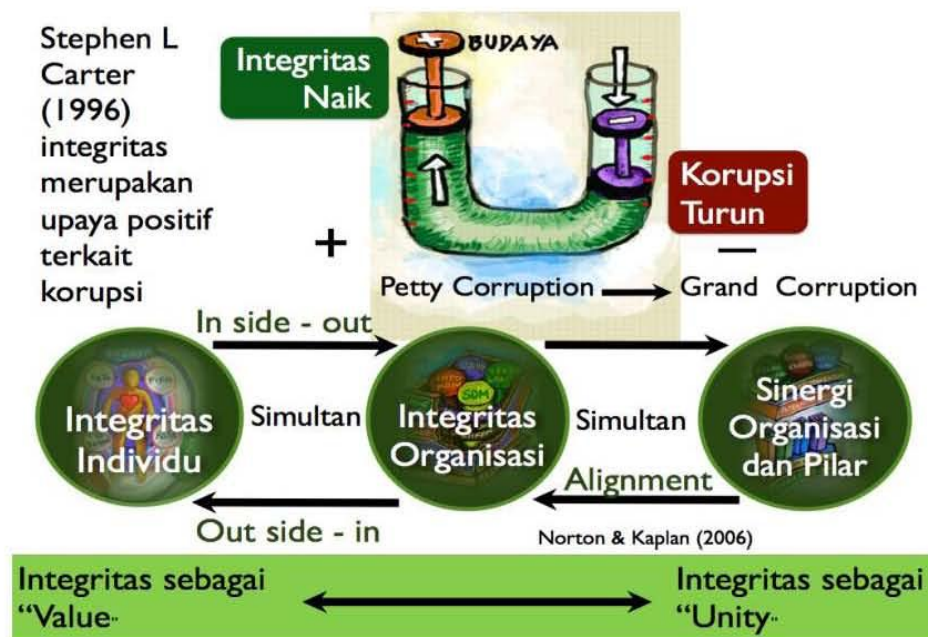 Stephen L
Carter
(1996)
integritas
merupakan
upaya positif
terkait
korupsi
Integritas
Naik
BUDAYA
Korupsi
Turun
Petty Corruption
Grand Corruption
In side - out
Integritas
Individu
Simultan
Integritas
Organisasi
SDM
Simultan
Sinergi
Organisasi
dan Pilar
Alignment
Out side - in
Norton & Kaplan (2006)
Integritas sebagai
“Value"
Integritas sebagai
“Unity"